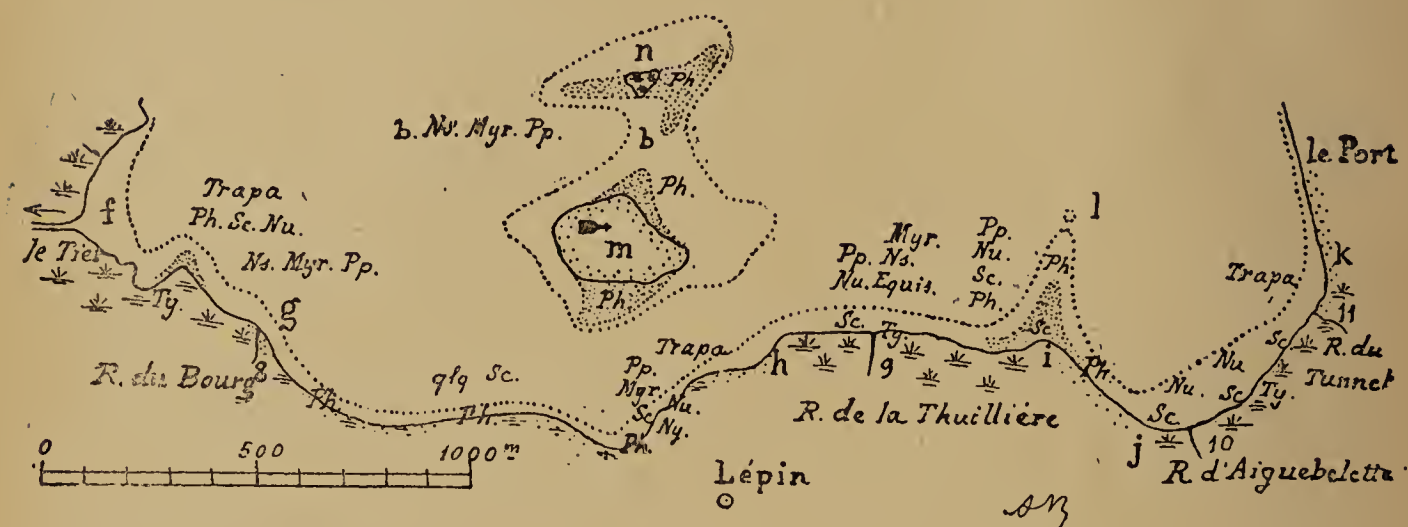 n
Ph
b. Ns. Myr. Pp.
b
le Port
Trapa
Ph. Sc. Nu.
f
Ph.
l
Myr. Pp.
Pp. Ns. Nu.
Nu. Equis. Sc.
Ph.
Ph.
k
le Tier
Ns. Myr. Pp.
m
Trapa
Ty.
g
Ph.
Sc. Ty.
Sc
11
Trapa
Sc
R. du
Tunnel
8
R. du Bourg
h
9
i
Ph.
Nu
Nu.
qlq Sc.
Pp.
Myr.
Nu.
Sc
Ny.
Sc
Sc
Ty.
Ph.
Ph.
Ph.
R. de la Thuillière
j
10
R d'Aiguebelette
0
500
1000 m
Lépin